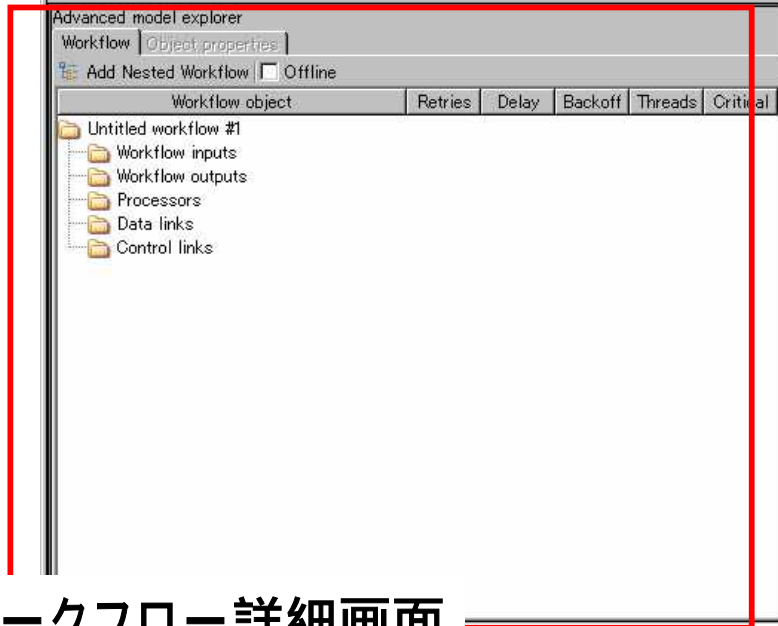 Advanced model explorer
Workflow Object properties
Add Nested Workflow Offline
Workflow object Retries Delay Backoff Threads Critical
Untitled workflow #1
Workflow inputs
Workflow outputs
Processors
Data links
Control links
ークフロー詳細画面